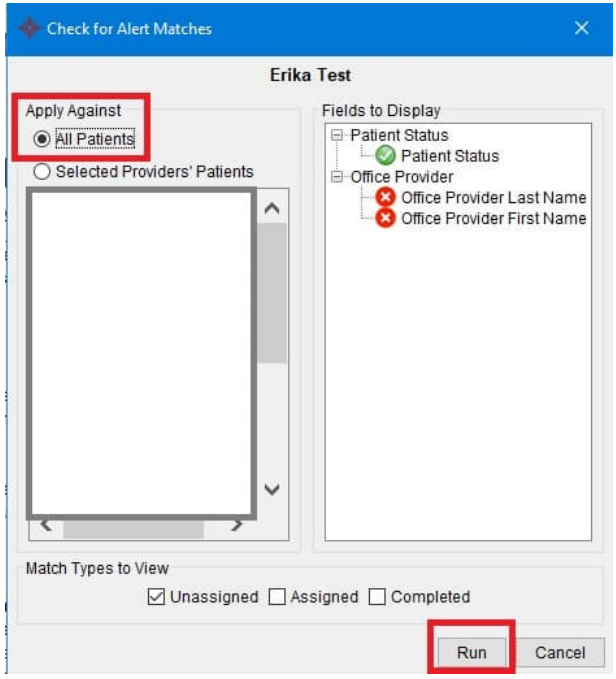 Check for Alert Matches
Erika Test
Apply Against
All Patients
Selected Providers' Patients
Fields to Display
Patient Status
Patient Status
Office Provider
Office Provider Last Name
Office Provider First Name
Match Types to View
Unassigned Assigned Completed
Run Cancel